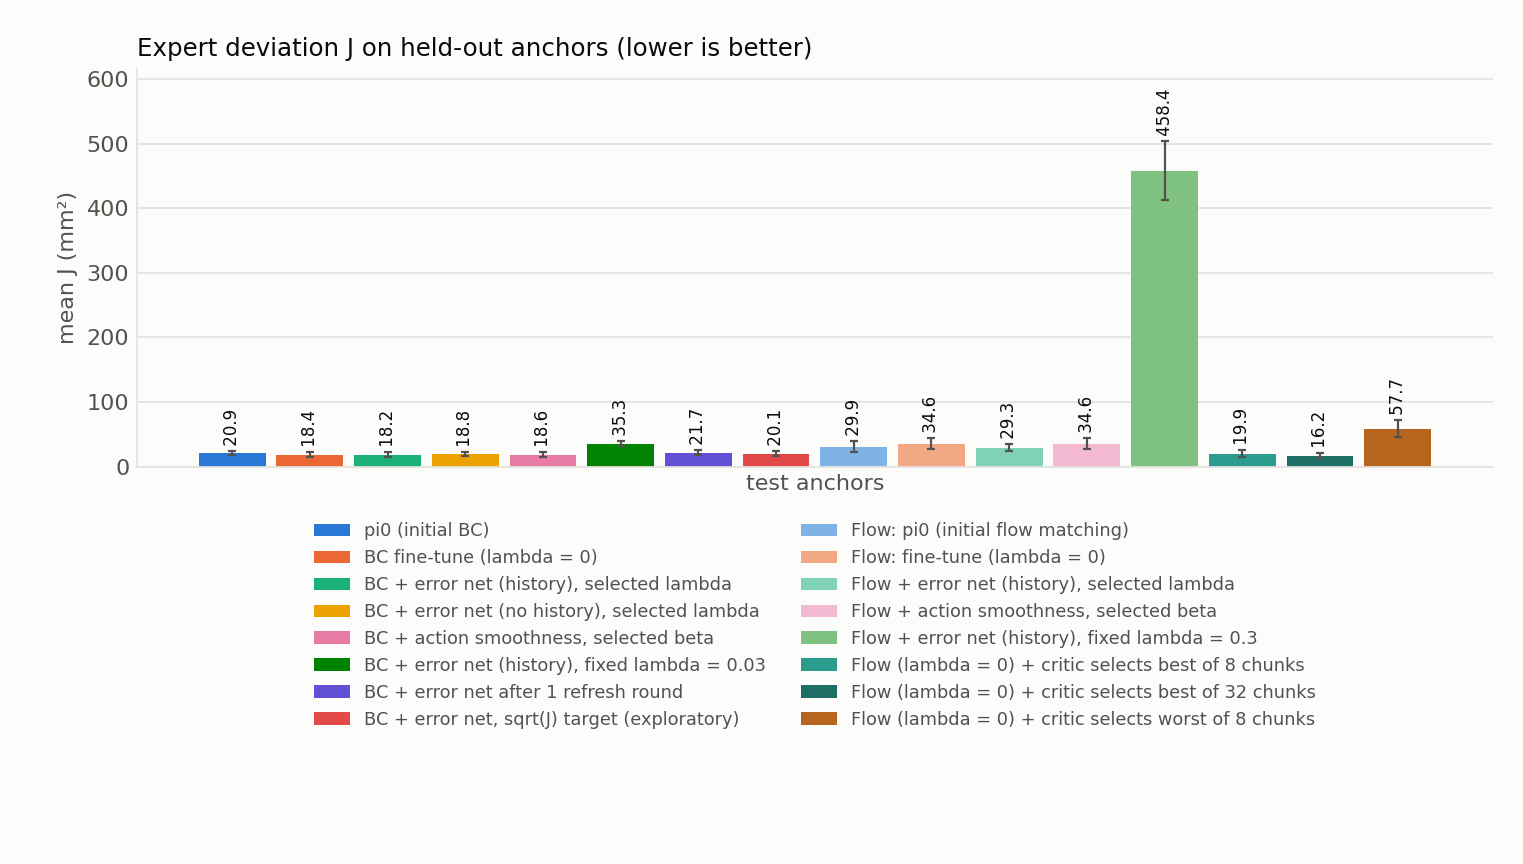 Expert deviation J on held-out anchors (lower is better)
mean J (mm²)
600
500
400
300
200
100
0
20.9
18.4
18.2
18.8
18.6
35.3
21.7
20.1
29.9
34.6
29.3
34.6
458.4
19.9
16.2
57.7
test anchors
pi0 (initial BC)
BC fine-tune (lambda = 0)
BC + error net (history), selected lambda
BC + error net (no history), selected lambda
BC + action smoothness, selected beta
BC + error net (history), fixed lambda = 0.03
BC + error net after 1 refresh round
BC + error net, sqrt(J) target (exploratory)
Flow: pi0 (initial flow matching)
Flow: fine-tune (lambda = 0)
Flow + error net (history), selected lambda
Flow + action smoothness, selected beta
Flow + error net (history), fixed lambda = 0.3
Flow (lambda = 0) + critic selects best of 8 chunks
Flow (lambda = 0) + critic selects best of 32 chunks
Flow (lambda = 0) + critic selects worst of 8 chunks